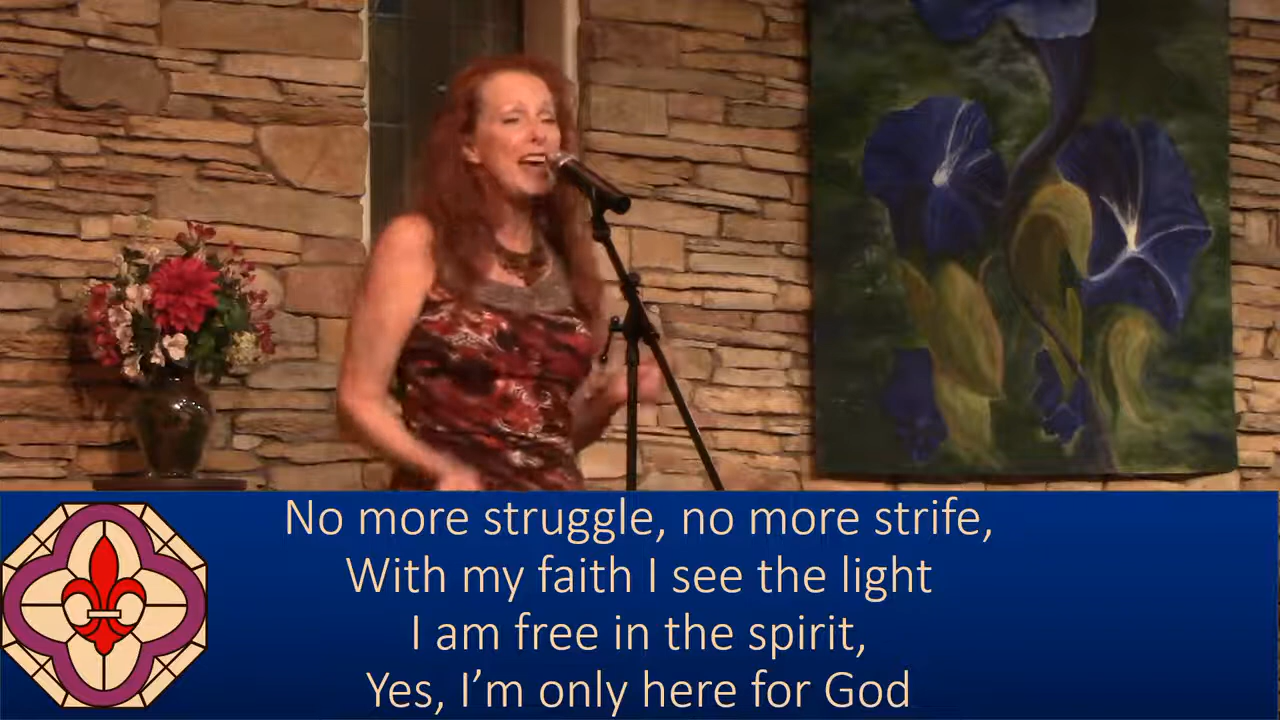 No more struggle, no more strife,
With my faith I see the light
I am free in the spirit,
Yes, I’m only here for God